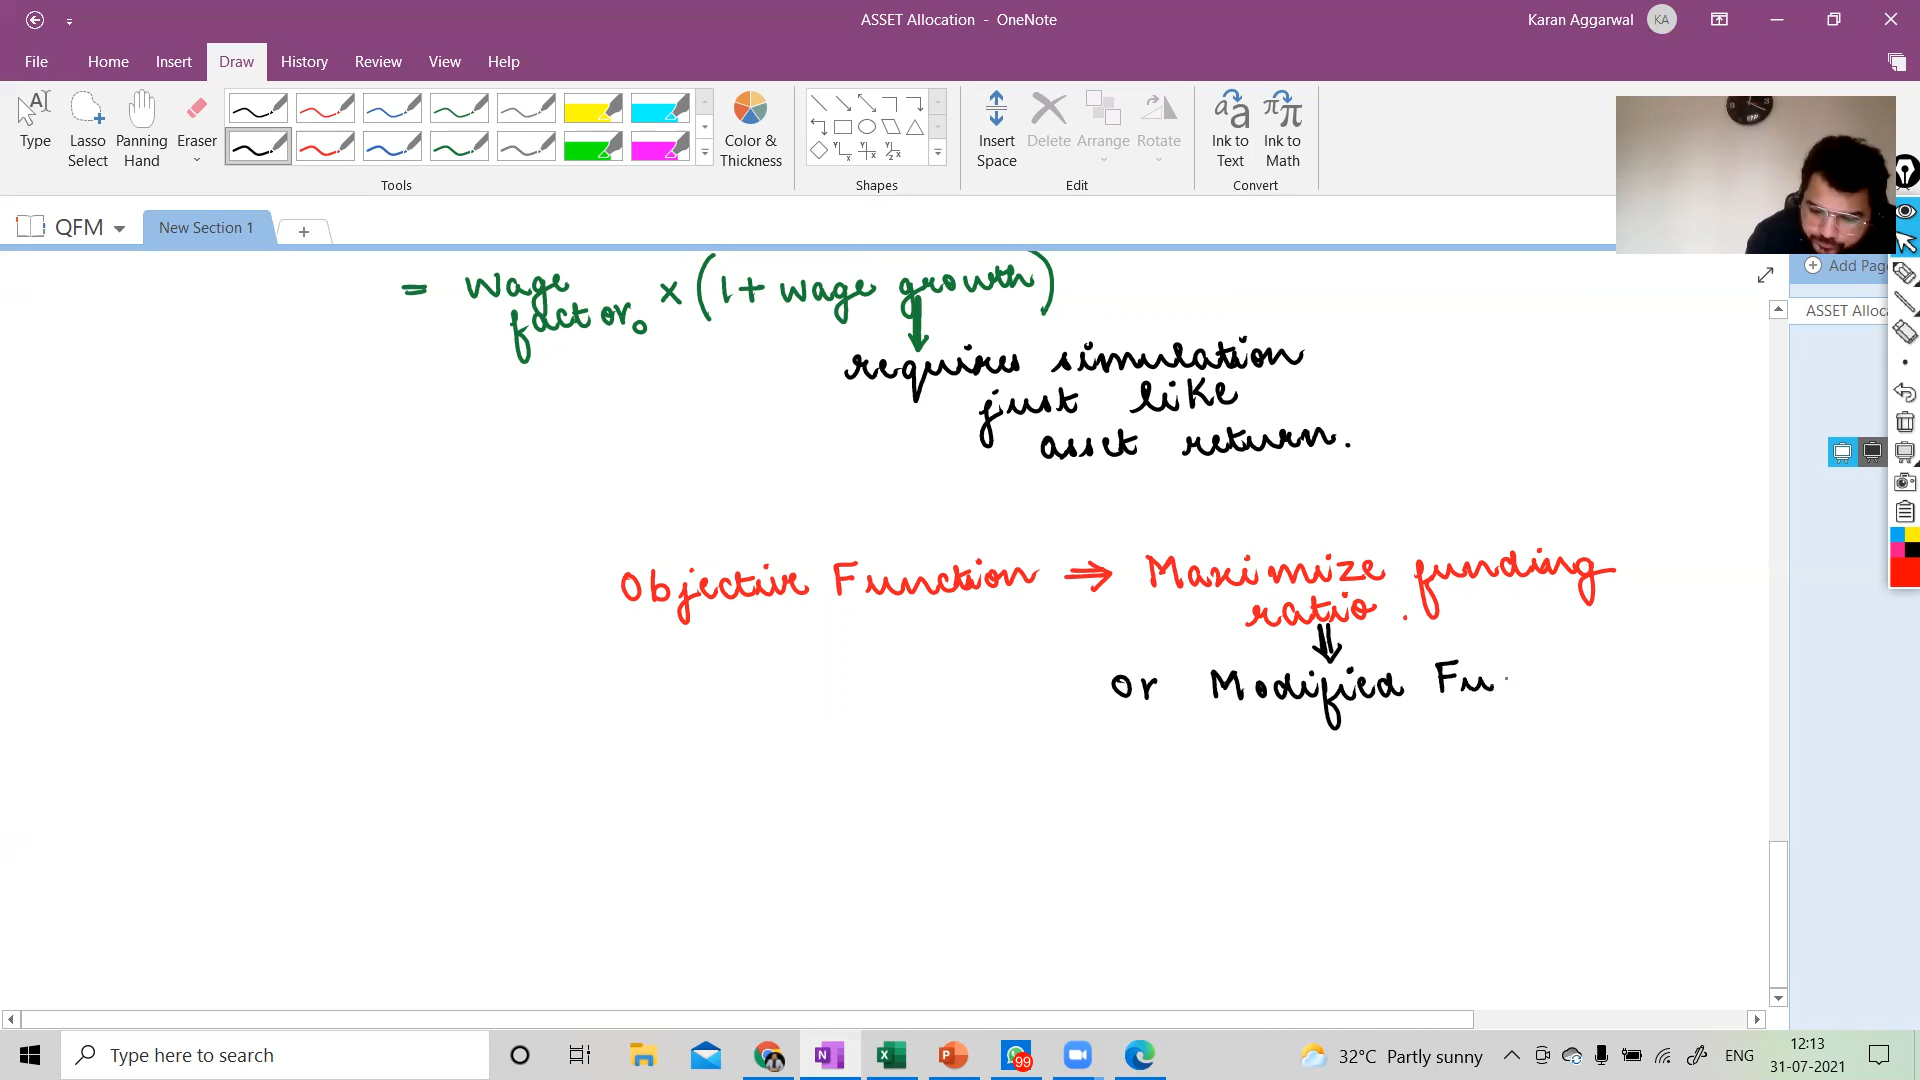 ASSET Allocation - OneNote
Karan Aggarwal KA
File Home Insert Draw History Review View Help
Type
Lasso Select
Panning Hand
Eraser
Color & Thickness
Insert Space
Delete
Arrange
Rotate
Ink to Text
Ink to Math
Tools Shapes Edit Convert
QFM New Section 1 +
Add Page
ASSET Alloca
= wage factor₀ × (1 + wage growth)
requires simulation
just like
asset return.
Objective Function ⇒ Maximize funding
ratio.
or Modified Fu
Type here to search
99
32°C Partly sunny
ENG
12:13
31-07-2021